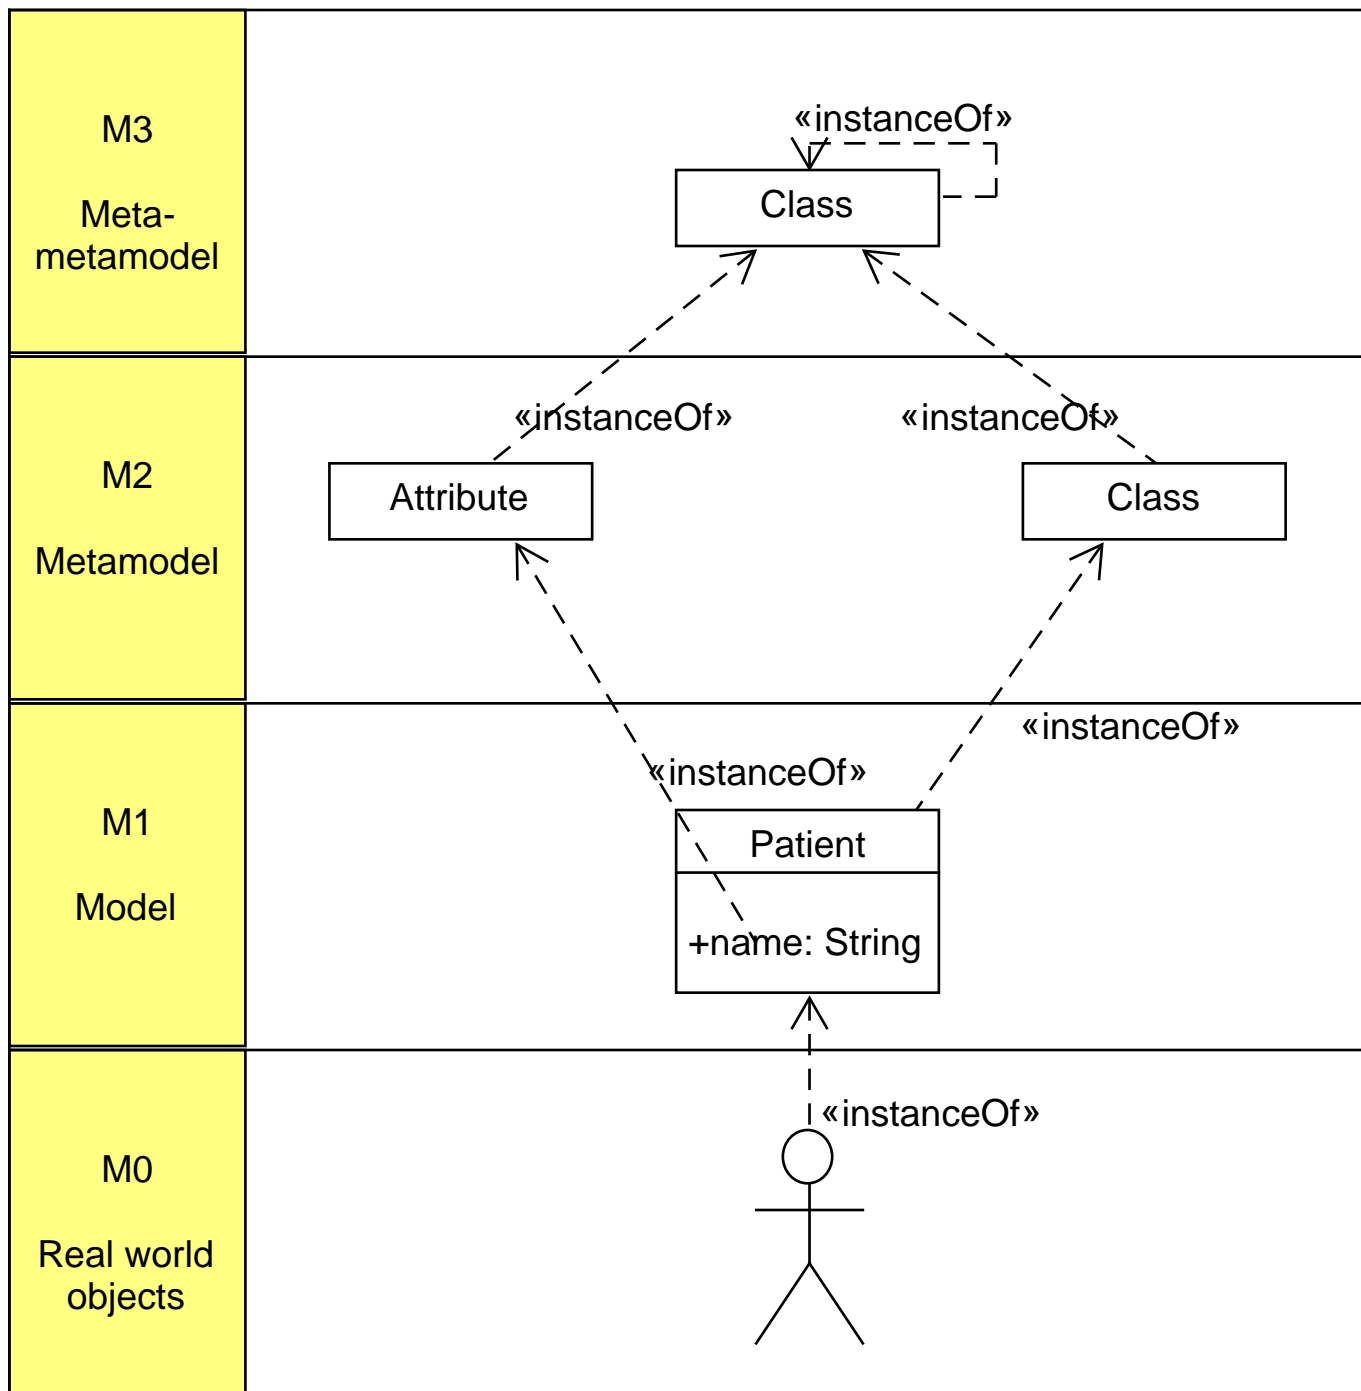 M3
Meta-
metamodel
«instanceOf»
Class
M2
Metamodel
«instanceOf»
«instanceOf»
Attribute
Class
M1
Model
«instanceOf»
«instanceOf»
Patient
+name: String
M0
Real world
objects
«instanceOf»